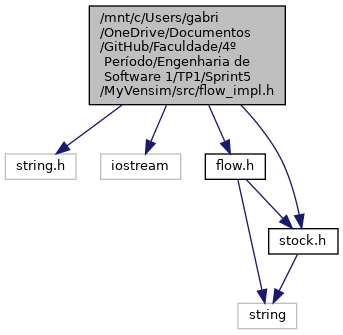 /mnt/c/Users/gabri
/OneDrive/Documentos
/GitHub/Faculdade/4º
Período/Engenharia de
Software 1/TP1/Sprint5
/MyVensim/src/flow_impl.h
string.h
iostream
flow.h
stock.h
string